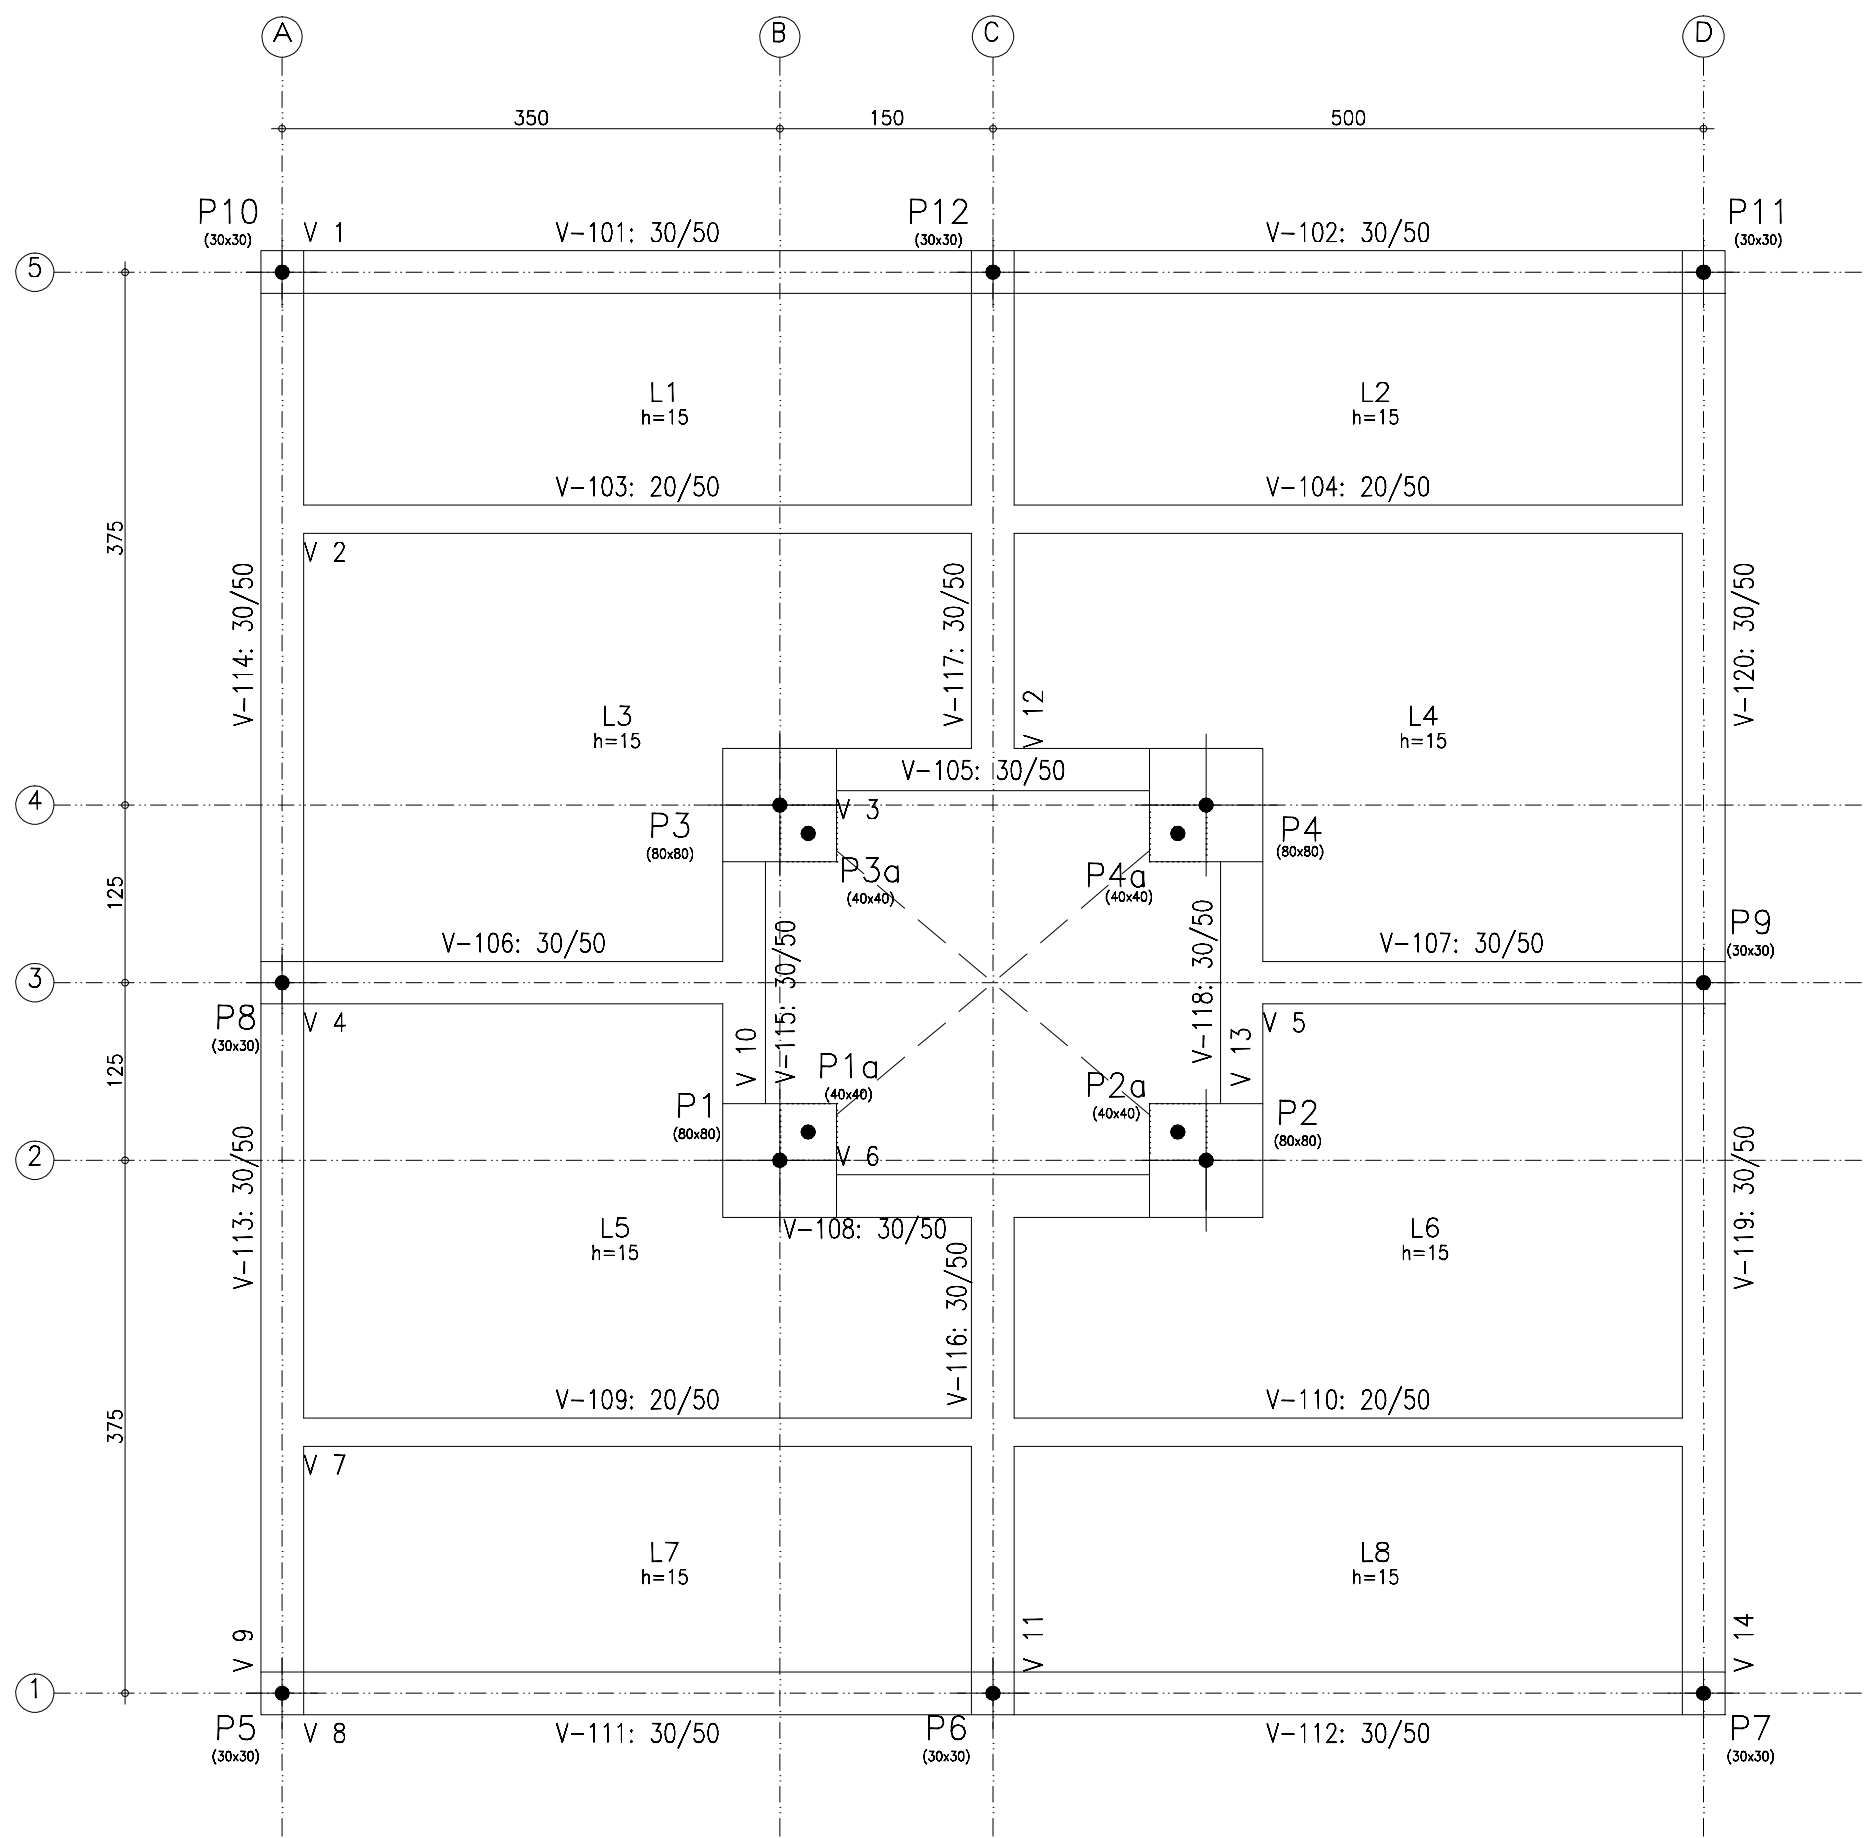 A
B
C
D
350
150
500
P10
(30x30)
V 1
V-101: 30/50
P12
(30x30)
V-102: 30/50
P11
(30x30)
5
L1
h=15
L2
h=15
V-103: 20/50
V-104: 20/50
375
V 2
V-114: 30/50
V-117: 30/50
V-120: 30/50
L3
h=15
V 12
L4
h=15
V-105: 30/50
4
V 3
P3
(80x80)
P4
(80x80)
P3a
(40x40)
P4a
(40x40)
125
V-106: 30/50
V-115: 30/50
V-118: 30/50
V-107: 30/50
P9
(30x30)
3
P8
(30x30)
V 4
V 5
V 10
V 13
125
P1a
(40x40)
P2a
(40x40)
P1
(80x80)
P2
(80x80)
2
V 6
V-113: 30/50
V-119: 30/50
L5
h=15
V-108: 30/50
L6
h=15
V-116: 30/50
V-109: 20/50
V-110: 20/50
375
V 7
L7
h=15
L8
h=15
V 9
V 11
V 14
1
P5
(30x30)
V 8
V-111: 30/50
P6
(30x30)
V-112: 30/50
P7
(30x30)